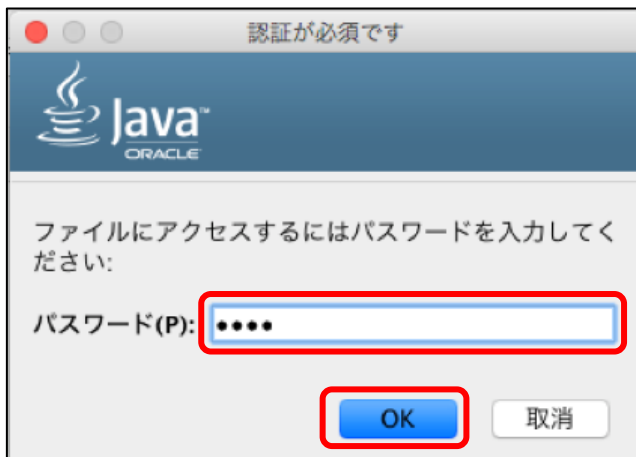 認証が必須です
Java™
ORACLE
ファイルにアクセスするにはパスワードを入力してく
ださい:
パスワード(P): ••••
OK 取消